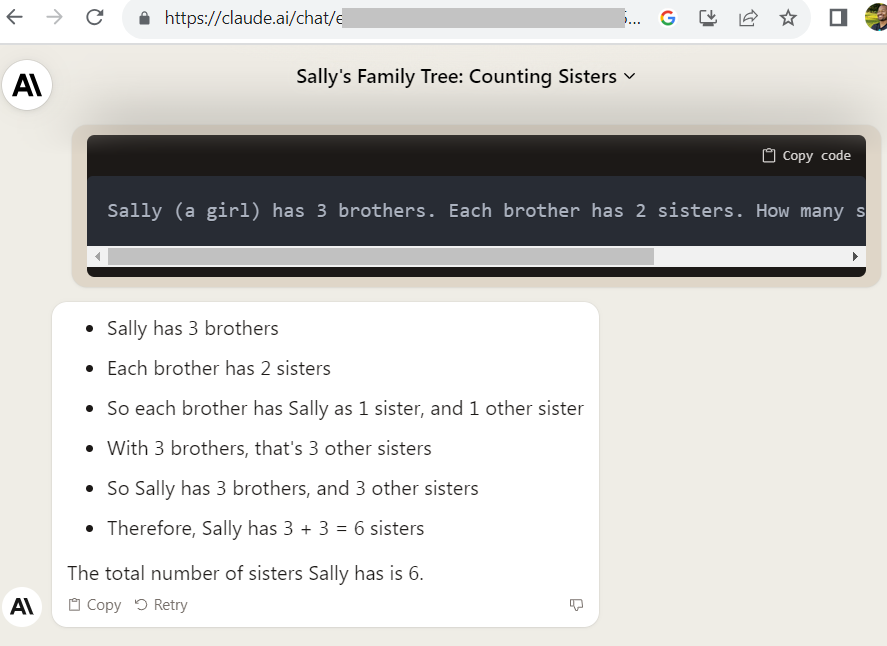 https://claude.ai/chat/e
...
Sally's Family Tree: Counting Sisters
Copy code
Sally (a girl) has 3 brothers. Each brother has 2 sisters. How many s
Sally has 3 brothers
Each brother has 2 sisters
So each brother has Sally as 1 sister, and 1 other sister
With 3 brothers, that's 3 other sisters
So Sally has 3 brothers, and 3 other sisters
Therefore, Sally has 3 + 3 = 6 sisters
The total number of sisters Sally has is 6.
Copy Retry